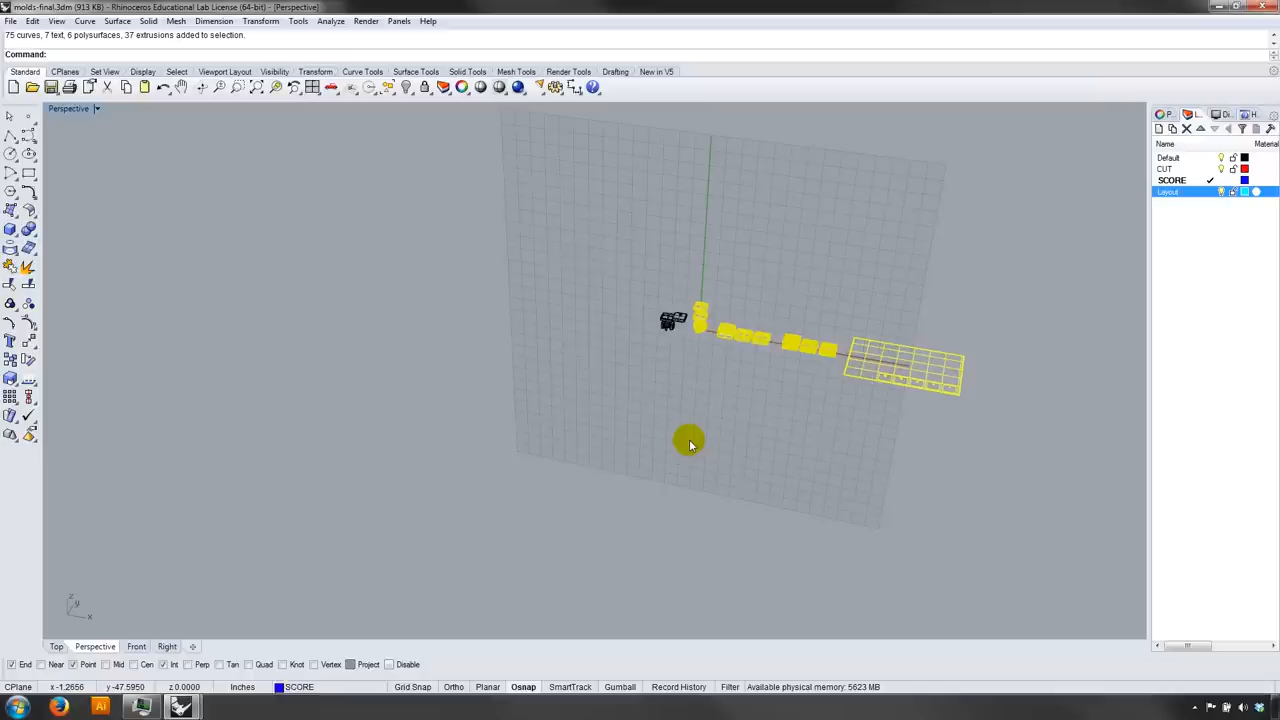 molds-final.3dm (913 KB) - Rhinoceros Educational Lab License (64-bit) - [Perspective]
File Edit View Curve Surface Solid Mesh Dimension Transform Tools Analyze Render Panels Help
75 curves, 7 text, 6 polysurfaces, 37 extrusions added to selection.
Command:
Standard CPlanes Set View Display Select Viewport Layout Visibility Transform Curve Tools Surface Tools Solid Tools Mesh Tools Render Tools Drafting New in V5
Perspective
P... L... Di... H...
Name Material
Default
CUT
SCORE
Layout
z
y
x
Top Perspective Front Right
End Near Point Mid Cen Int Perp Tan Quad Knot Vertex Project Disable
CPlane x -1.2656 y -47.5950 z 0.0000 Inches SCORE Grid Snap Ortho Planar Osnap SmartTrack Gumball Record History Filter Available physical memory: 5623 MB
Ai